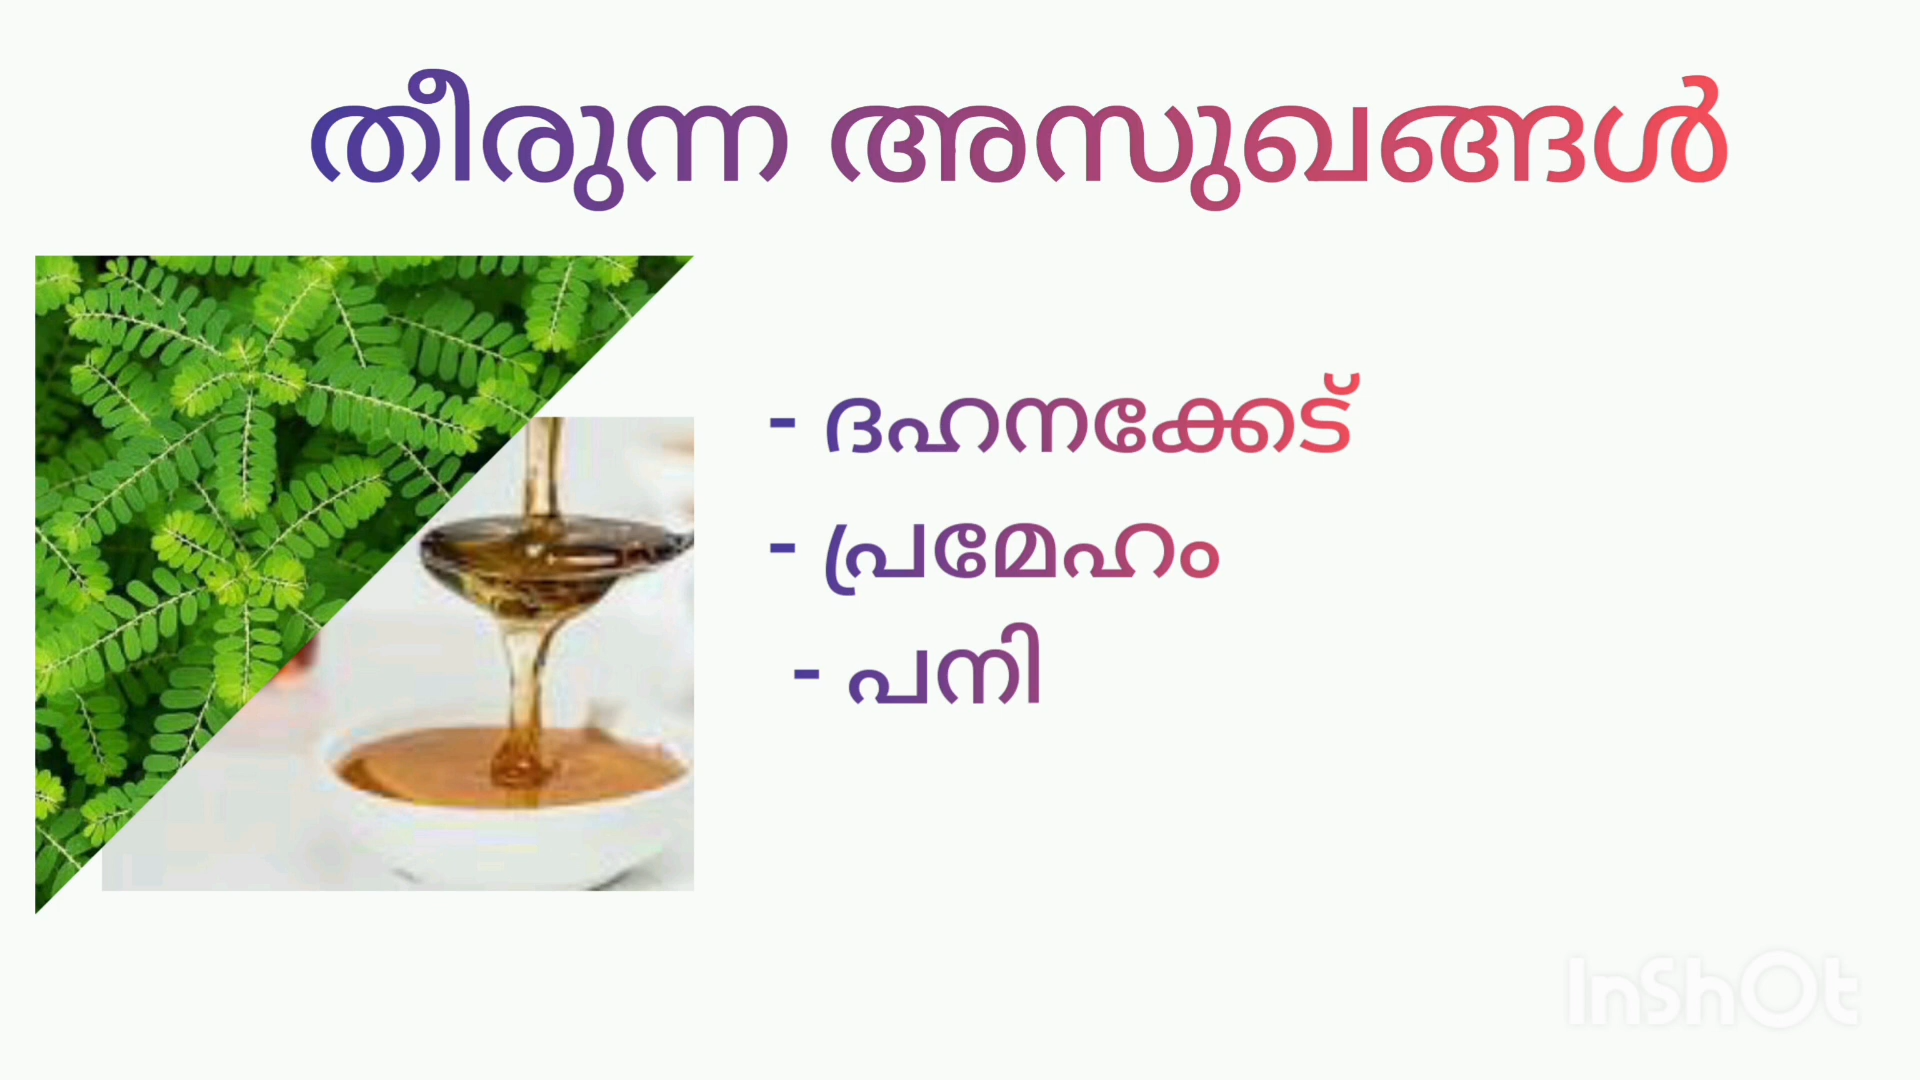 തീരുന്ന അസുഖങ്ങൾ
- ദഹനക്കേട്
- പ്രമേഹം
- പനി
InShOt